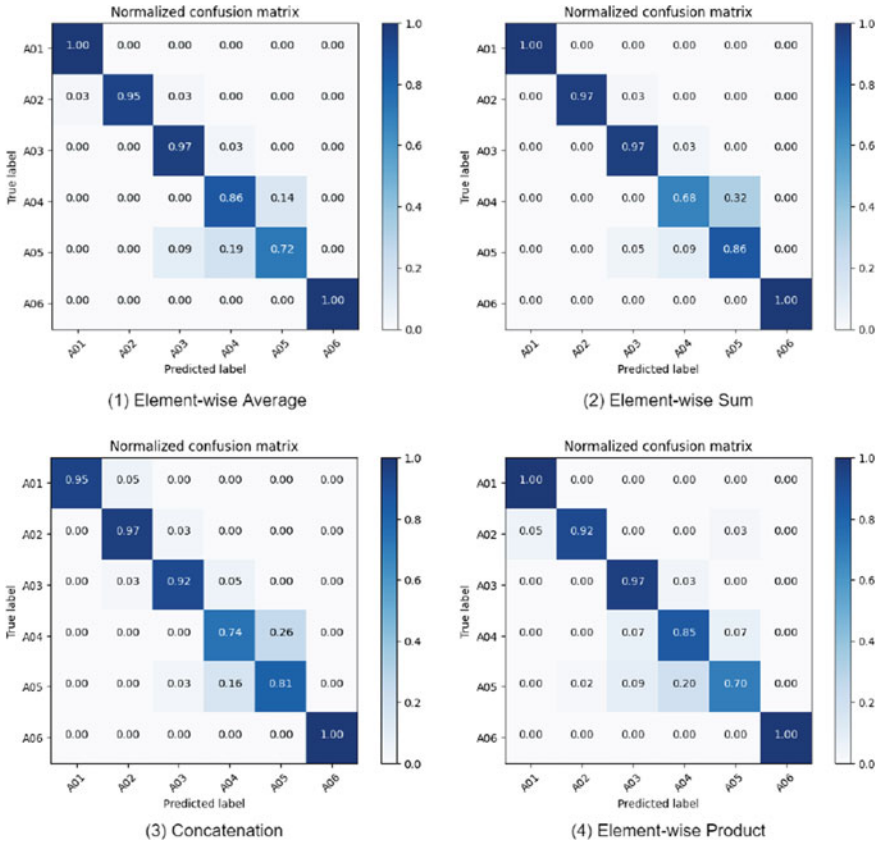 Normalized confusion matrix
A01 1.00 0.00 0.00 0.00 0.00 0.00
A02 0.03 0.95 0.03 0.00 0.00 0.00
A03 0.00 0.00 0.97 0.03 0.00 0.00
A04 0.00 0.00 0.00 0.86 0.14 0.00
A05 0.00 0.00 0.09 0.19 0.72 0.00
A06 0.00 0.00 0.00 0.00 0.00 1.00
True label
A01 A02 A03 A04 A05 A06
Predicted label
1.0
0.8
0.6
0.4
0.2
0.0
(1) Element-wise Average
Normalized confusion matrix
A01 1.00 0.00 0.00 0.00 0.00 0.00
A02 0.00 0.97 0.03 0.00 0.00 0.00
A03 0.00 0.00 0.97 0.03 0.00 0.00
A04 0.00 0.00 0.00 0.68 0.32 0.00
A05 0.00 0.00 0.05 0.09 0.86 0.00
A06 0.00 0.00 0.00 0.00 0.00 1.00
True label
A01 A02 A03 A04 A05 A06
Predicted label
1.0
0.8
0.6
0.4
0.2
0.0
(2) Element-wise Sum
Normalized confusion matrix
A01 0.95 0.05 0.00 0.00 0.00 0.00
A02 0.00 0.97 0.03 0.00 0.00 0.00
A03 0.00 0.03 0.92 0.05 0.00 0.00
A04 0.00 0.00 0.00 0.74 0.26 0.00
A05 0.00 0.00 0.03 0.16 0.81 0.00
A06 0.00 0.00 0.00 0.00 0.00 1.00
True label
A01 A02 A03 A04 A05 A06
Predicted label
1.0
0.8
0.6
0.4
0.2
0.0
(3) Concatenation
Normalized confusion matrix
A01 1.00 0.00 0.00 0.00 0.00 0.00
A02 0.05 0.92 0.00 0.00 0.03 0.00
A03 0.00 0.00 0.97 0.03 0.00 0.00
A04 0.00 0.00 0.07 0.85 0.07 0.00
A05 0.00 0.02 0.09 0.20 0.70 0.00
A06 0.00 0.00 0.00 0.00 0.00 1.00
True label
A01 A02 A03 A04 A05 A06
Predicted label
1.0
0.8
0.6
0.4
0.2
0.0
(4) Element-wise Product